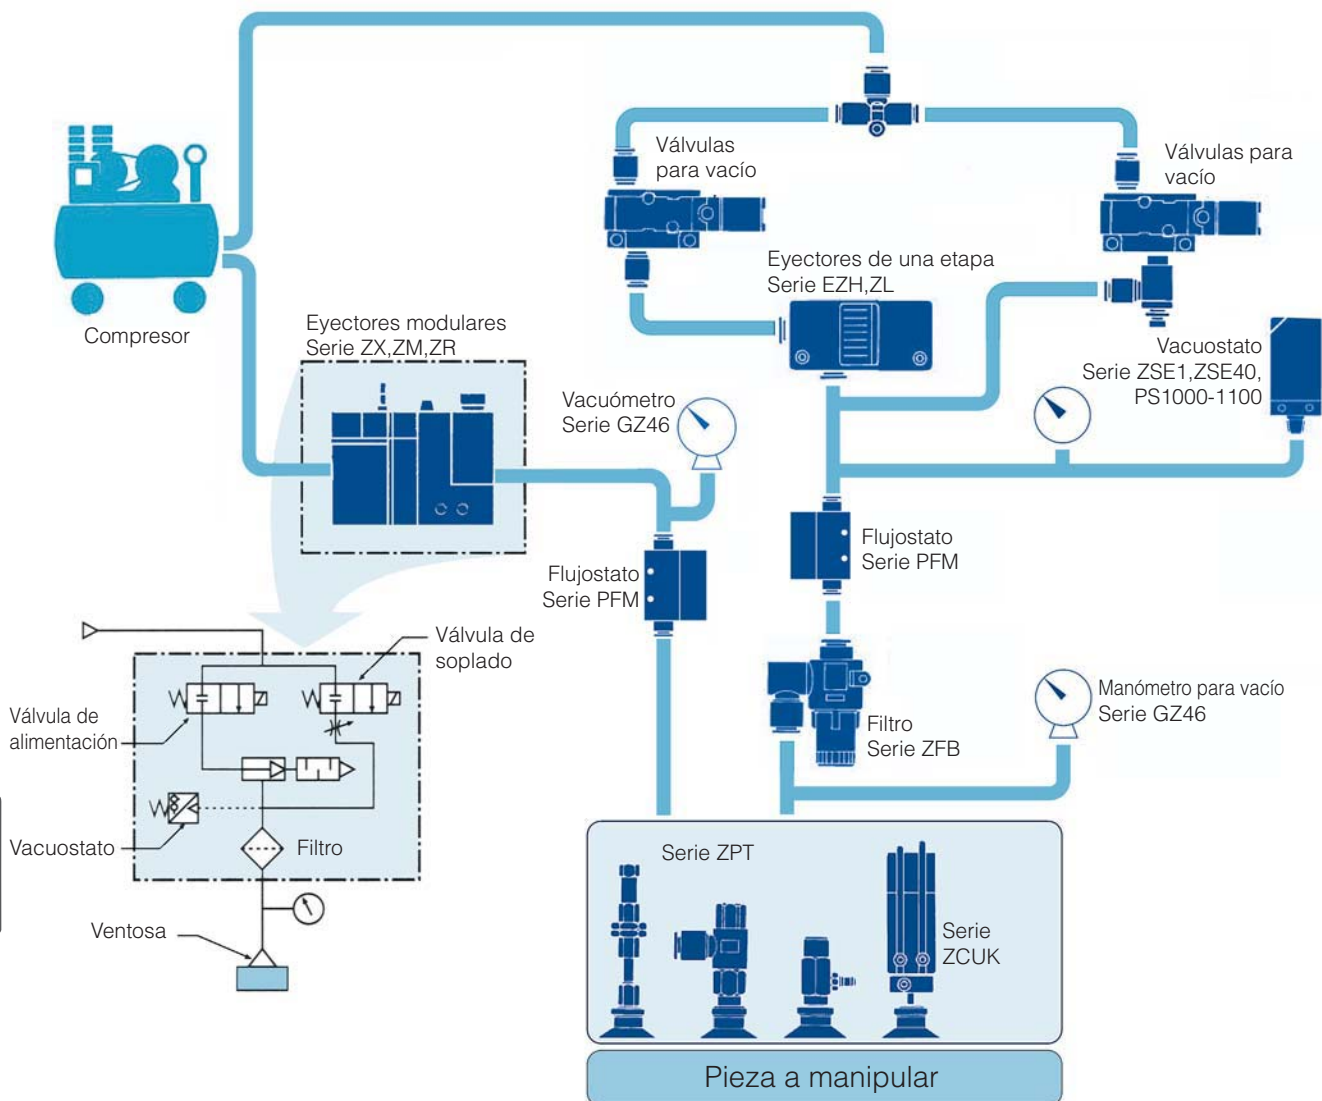 Válvulas
para vacío
Válvulas para
vacío
Compresor
Eyectores de una etapa
Serie EZH,ZL
Eyectores modulares
Serie ZX,ZM,ZR
Vacuostato
Serie ZSE1,ZSE40,
PS1000-1100
Vacuómetro
Serie GZ46
Flujostato
Serie PFM
Flujostato
Serie PFM
Válvula de
soplado
Válvula de
alimentación
Manómetro para vacío
Serie GZ46
Filtro
Serie ZFB
Vacuostato
Filtro
Ventosa
Serie ZPT
Serie
ZCUK
Pieza a manipular